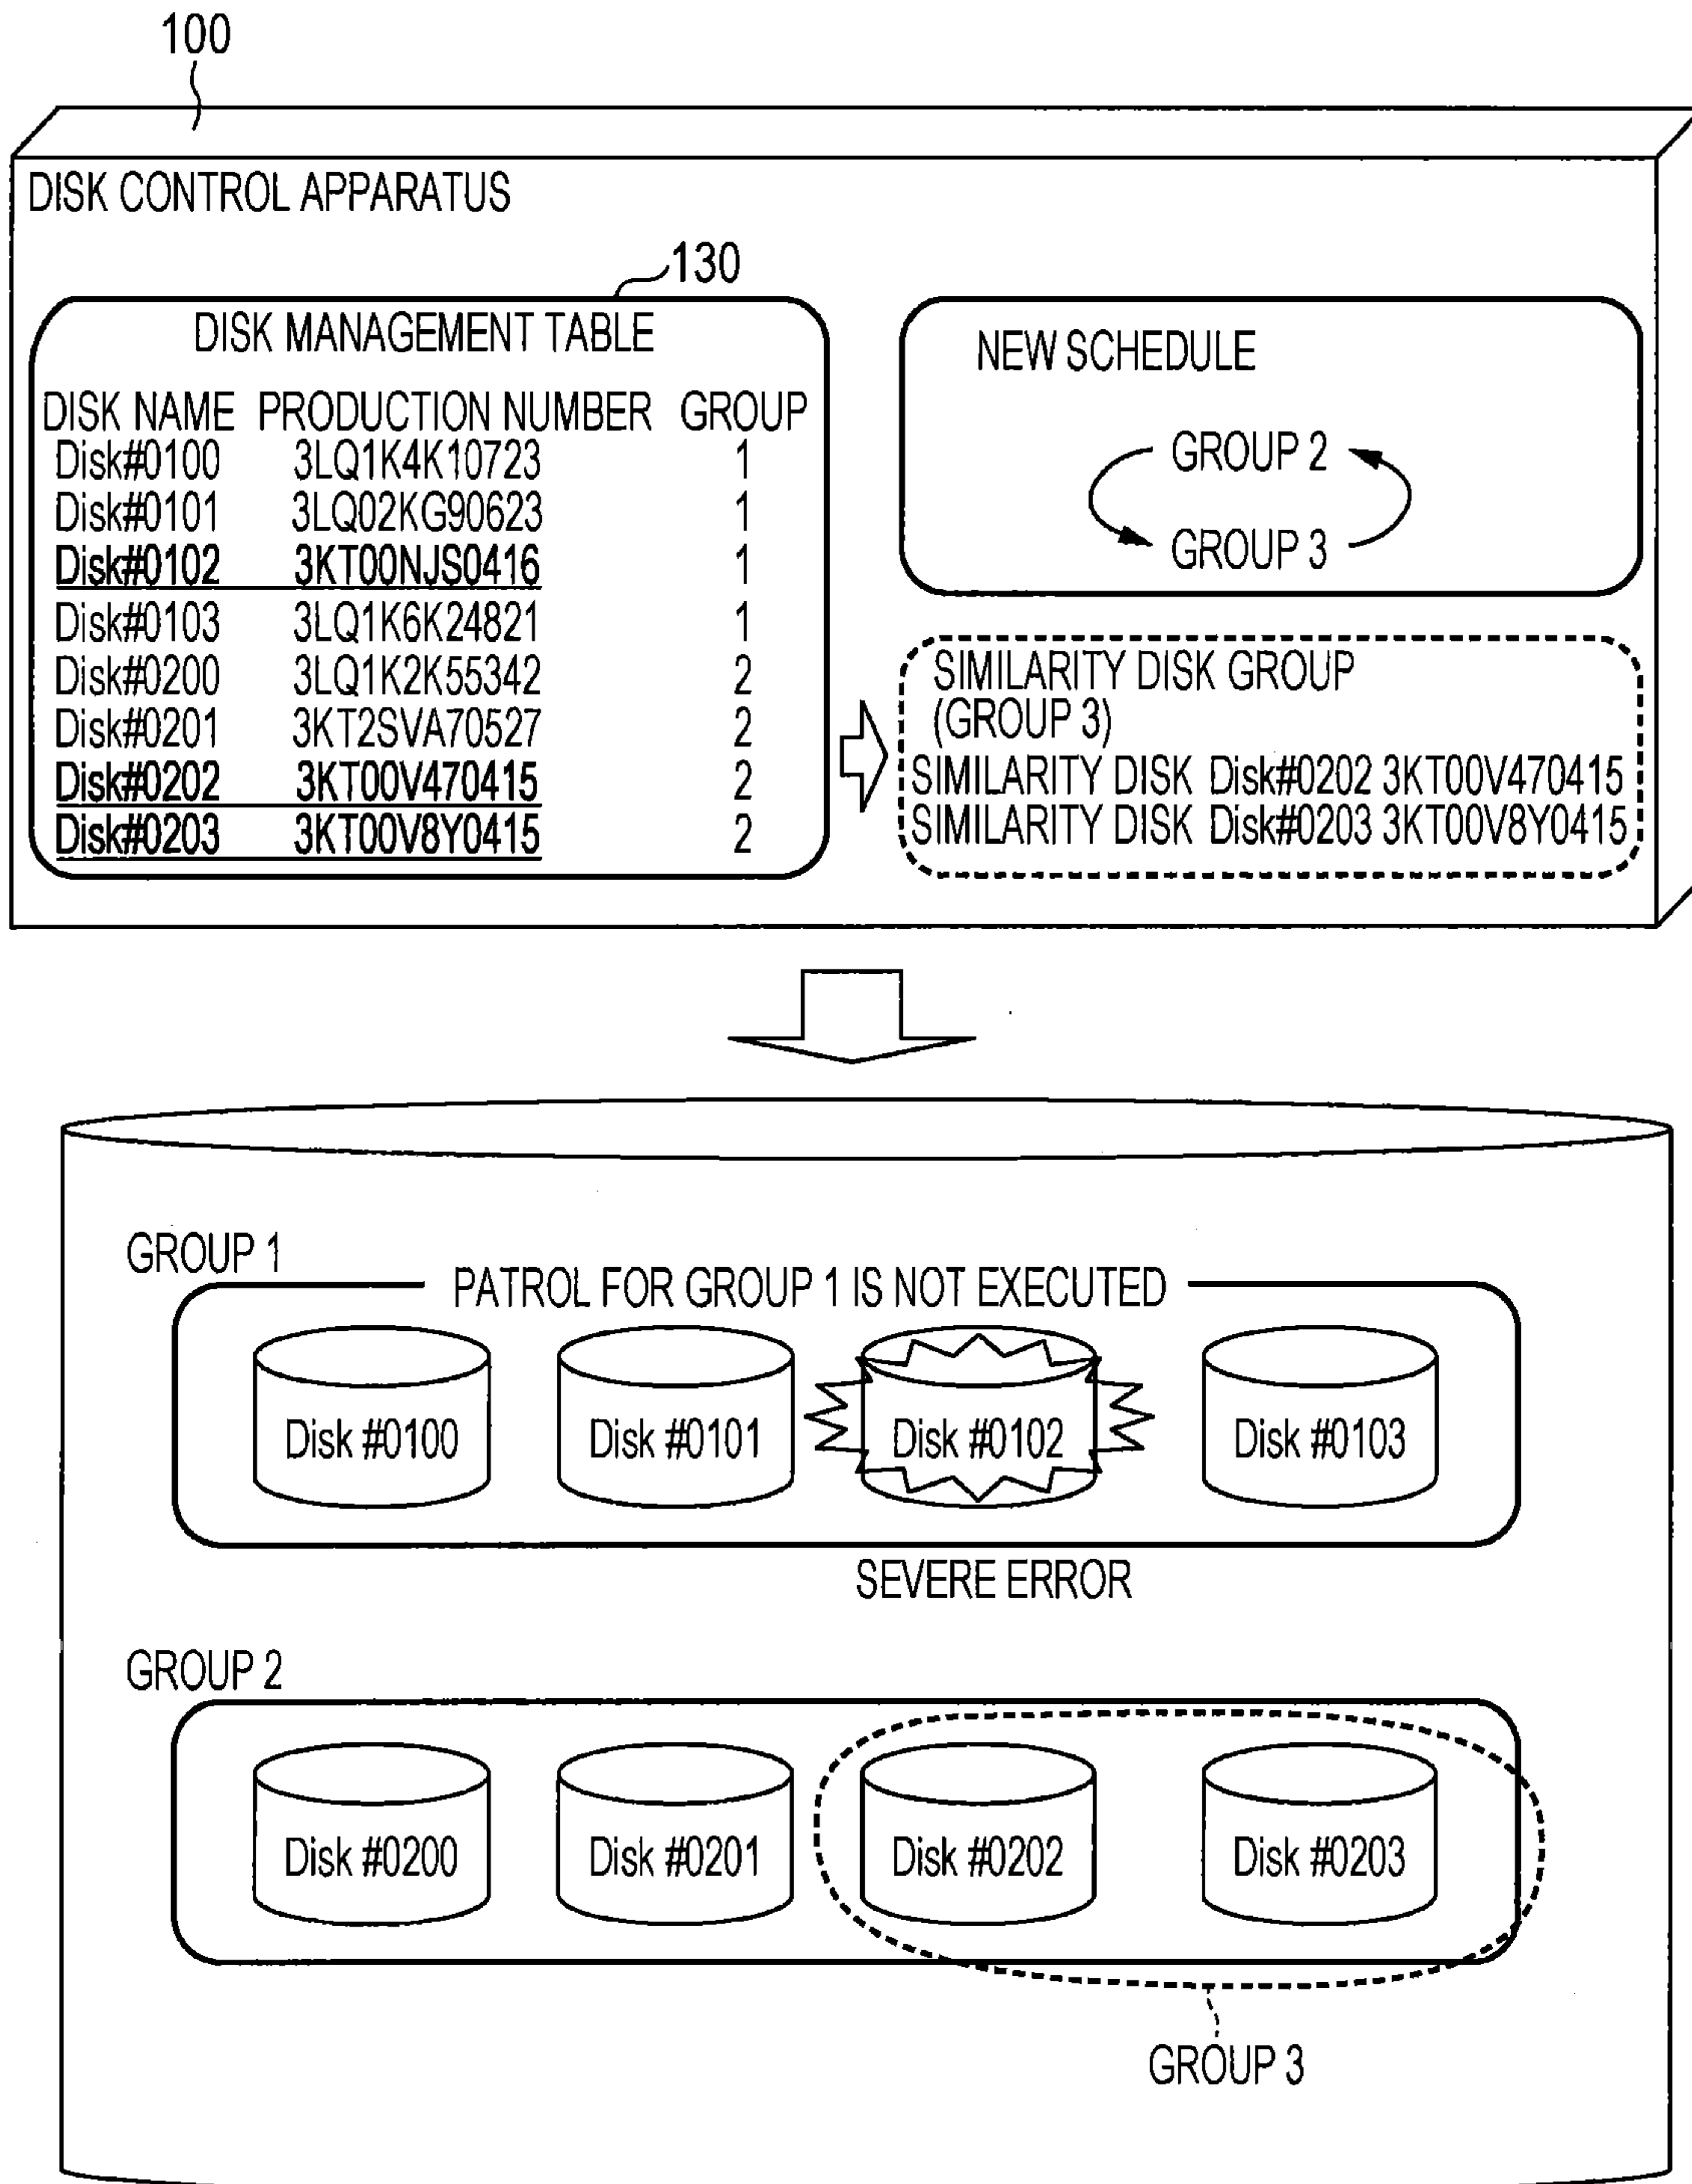 100
DISK CONTROL APPARATUS
130
DISK MANAGEMENT TABLE
DISK NAME PRODUCTION NUMBER GROUP
Disk#0100 3LQ1K4K10723 1
Disk#0101 3LQ02KG90623 1
Disk#0102 3KT00NJS0416 1
Disk#0103 3LQ1K6K24821 1
Disk#0200 3LQ1K2K55342 2
Disk#0201 3KT2SVA70527 2
Disk#0202 3KT00V470415 2
Disk#0203 3KT00V8Y0415 2
NEW SCHEDULE
GROUP 2
GROUP 3
SIMILARITY DISK GROUP
(GROUP 3)
SIMILARITY DISK Disk#0202 3KT00V470415
SIMILARITY DISK Disk#0203 3KT00V8Y0415
GROUP 1
PATROL FOR GROUP 1 IS NOT EXECUTED
Disk #0100 Disk #0101 Disk #0102 Disk #0103
SEVERE ERROR
GROUP 2
Disk #0200 Disk #0201 Disk #0202 Disk #0203
GROUP 3